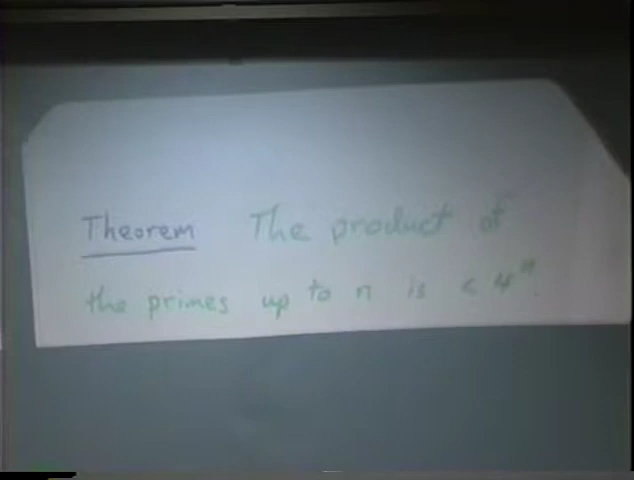 Theorem The product of
the primes up to n is < 4ⁿ.